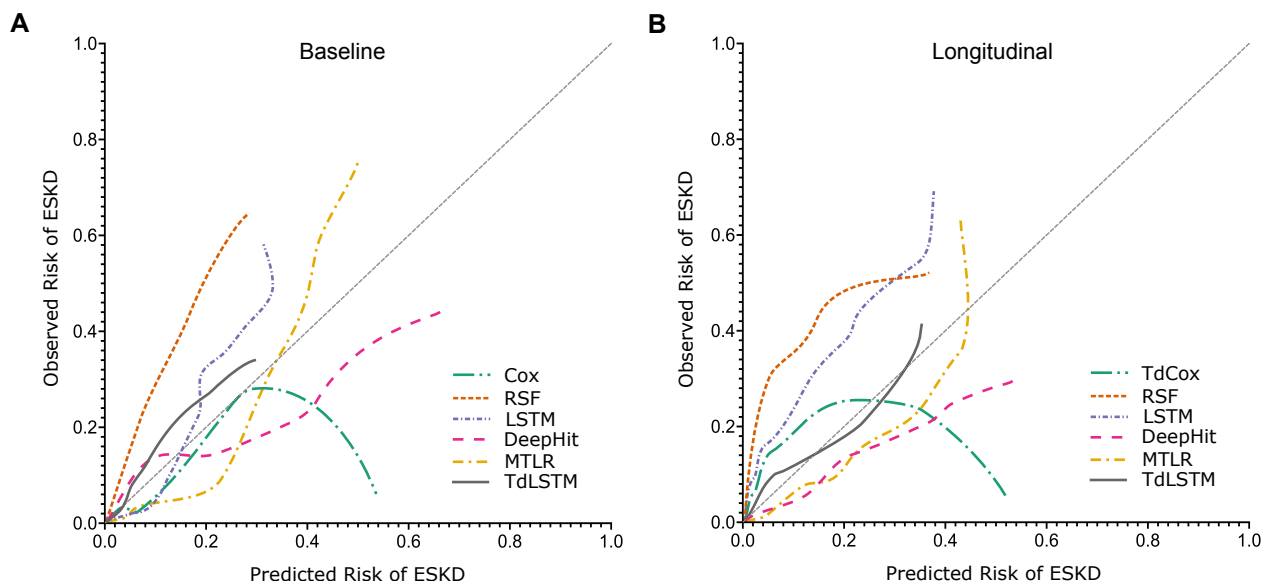 A
Baseline
1.0
0.8
0.6
0.4
0.2
0.0
Observed Risk of ESKD
Cox
RSF
LSTM
DeepHit
MTLR
TdLSTM
0.0 0.2 0.4 0.6 0.8 1.0
Predicted Risk of ESKD
B
Longitudinal
1.0
0.8
0.6
0.4
0.2
0.0
Observed Risk of ESKD
TdCox
RSF
LSTM
DeepHit
MTLR
TdLSTM
0.0 0.2 0.4 0.6 0.8 1.0
Predicted Risk of ESKD